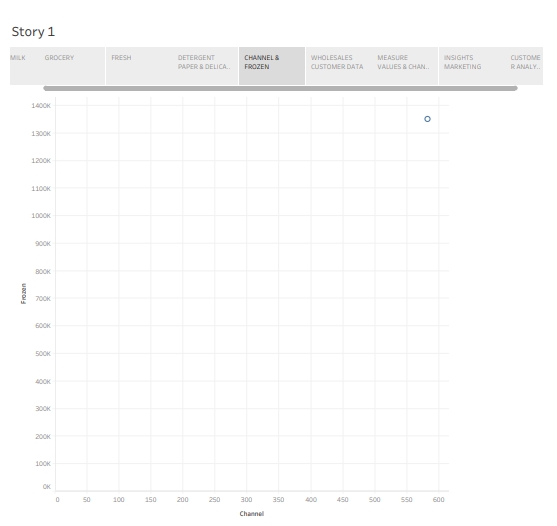 Story 1
MILK
GROCERY
FRESH
DETERGENT
PAPER & DELICA..
CHANNEL &
FROZEN
WHOLESALES
CUSTOMER DATA
MEASURE
VALUES & CHAN..
INSIGHTS
MARKETING
CUSTOME
R ANALY..
1400K
1300K
1200K
1100K
1000K
900K
800K
700K
600K
500K
400K
300K
200K
100K
0K
Frozen
0 50 100 150 200 250 300 350 400 450 500 550 600
Channel